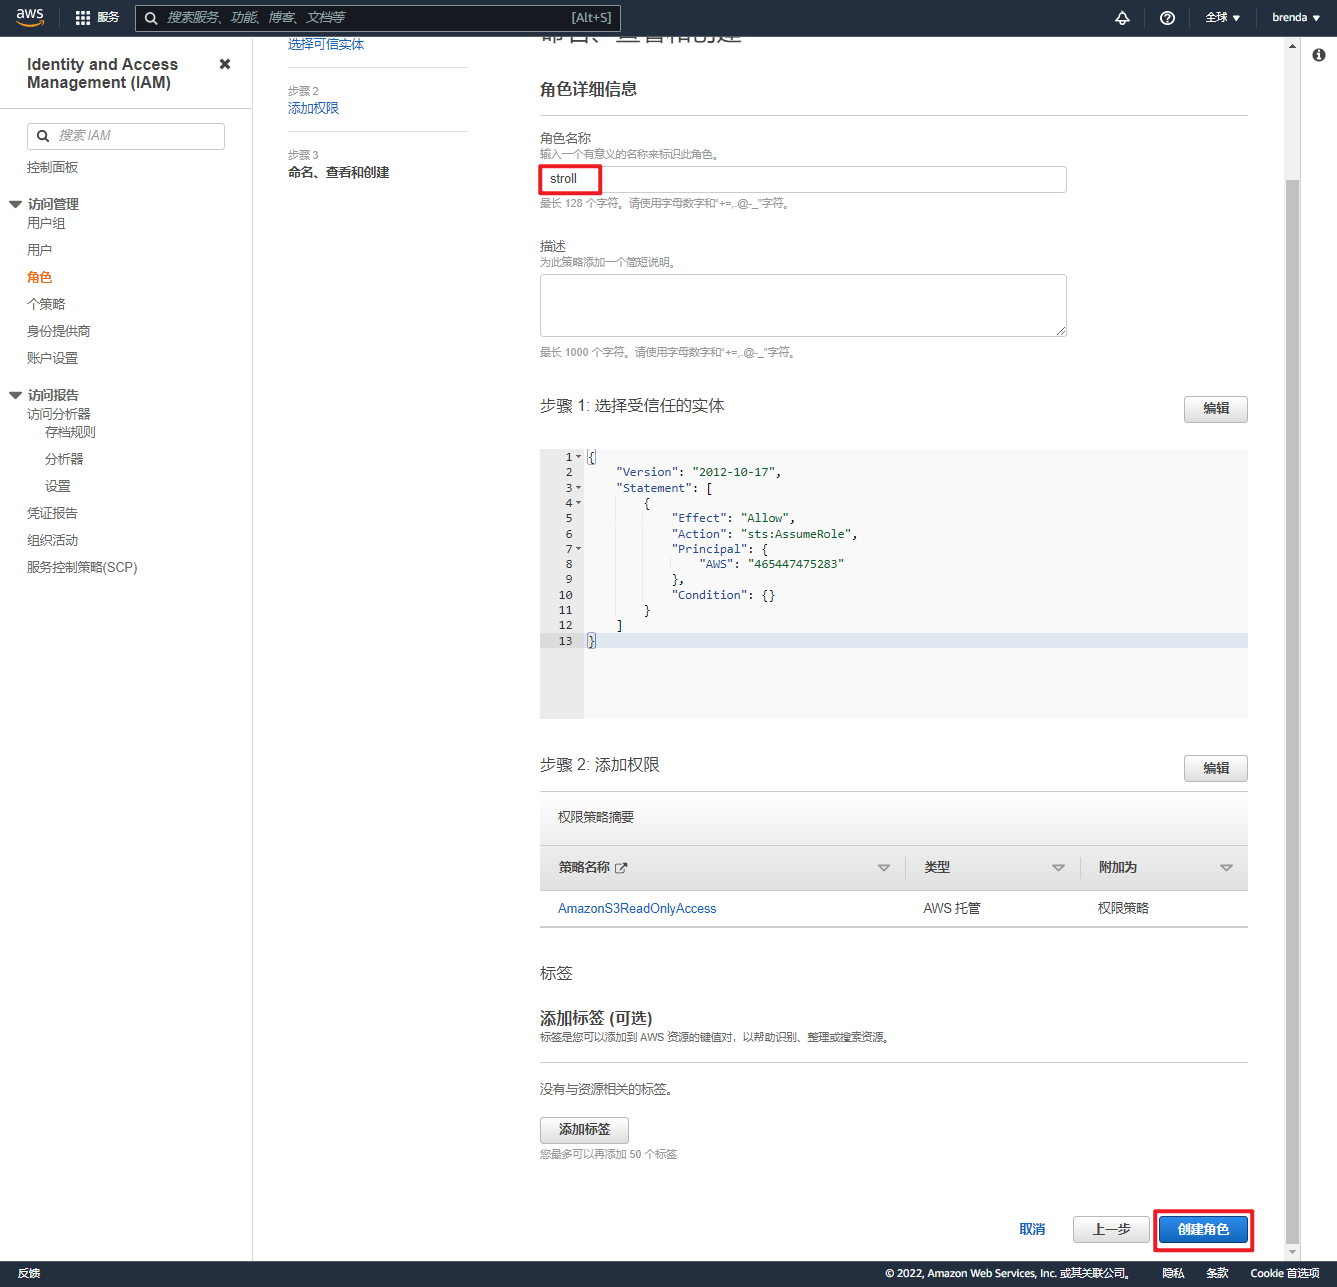 aws
服务
搜索服务、功能、博客、文档等
[Alt+S]
全球
brenda
Identity and Access
Management (IAM)
搜索 IAM
控制面板
访问管理
用户组
用户
角色
个策略
身份提供商
账户设置
访问报告
访问分析器
存档规则
分析器
设置
凭证报告
组织活动
服务控制策略(SCP)
选择可信实体
步骤 2
添加权限
步骤 3
命名、查看和创建
命名、查看和创建
角色详细信息
角色名称
输入一个有意义的名称来标识此角色。
stroll
最长 128 个字符。请使用字母数字和“+=,.@-_”字符。
描述
为此策略添加一个简短说明。
最长 1000 个字符。请使用字母数字和“+=,.@-_”字符。
步骤 1: 选择受信任的实体
编辑
1 {
2 "Version": "2012-10-17",
3 "Statement": [
4 {
5 "Effect": "Allow",
6 "Action": "sts:AssumeRole",
7 "Principal": {
8 "AWS": "465447475283"
9 },
10 "Condition": {}
11 }
12 ]
13 }
步骤 2: 添加权限
编辑
权限策略摘要
策略名称
类型
附加为
AmazonS3ReadOnlyAccess
AWS 托管
权限策略
标签
添加标签 (可选)
标签是您可以添加到 AWS 资源的键值对，以帮助识别、整理或搜索资源。
没有与资源相关的标签。
添加标签
您最多可以再添加 50 个标签
取消
上一步
创建角色
反馈
© 2022, Amazon Web Services, Inc. 或其关联公司。
隐私
条款
Cookie 首选项